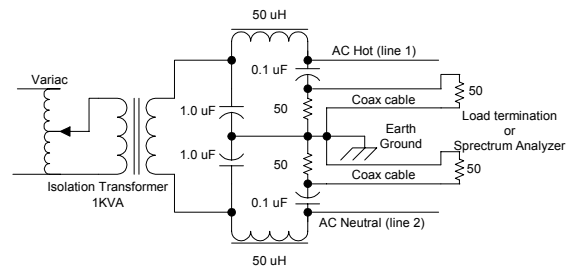 50 uH
AC Hot (line 1)
0.1 uF
Variac
50
Coax cable
1.0 uF
50
Load termination
or
Sprectrum Analyzer
Earth
Ground
1.0 uF
50
50
Coax cable
Isolation Transformer
1KVA
0.1 uF
AC Neutral (line 2)
50 uH